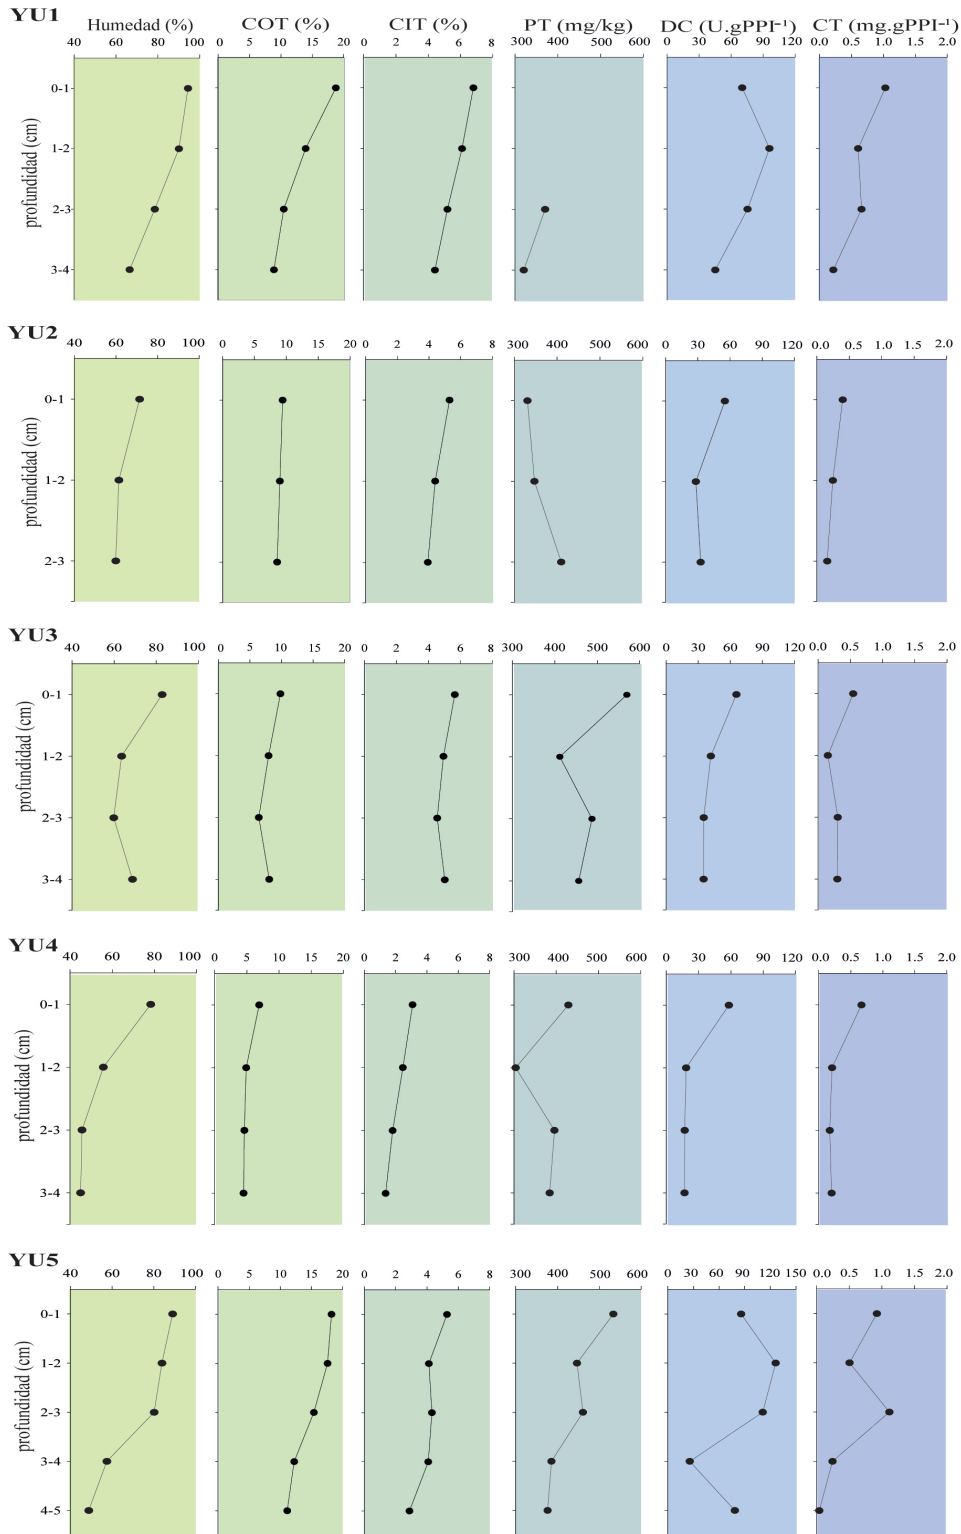 YU1
Humedad (%) COT (%) CIT (%) PT (mg/kg) DC (U.gPPI⁻¹) CT (mg.gPPI⁻¹)
40 60 80 100 0 5 10 15 20 0 2 4 6 8 300 400 500 600 0 30 60 90 120 0.0 0.5 1.0 1.5 2.0
profundidad (cm)
0-1
1-2
2-3
3-4
YU2
40 60 80 100 0 5 10 15 20 0 2 4 6 8 300 400 500 600 0 30 60 90 120 0.0 0.5 1.0 1.5 2.0
profundidad (cm)
0-1
1-2
2-3
YU3
40 60 80 100 0 5 10 15 20 0 2 4 6 8 300 400 500 600 0 30 60 90 120 0.0 0.5 1.0 1.5 2.0
profundidad (cm)
0-1
1-2
2-3
3-4
YU4
40 60 80 100 0 5 10 15 20 0 2 4 6 8 300 400 500 600 0 30 60 90 120 0.0 0.5 1.0 1.5 2.0
profundidad (cm)
0-1
1-2
2-3
3-4
YU5
40 60 80 100 0 5 10 15 20 0 2 4 6 8 300 400 500 600 0 30 60 90 120 150 0.0 0.5 1.0 1.5 2.0
profundidad (cm)
0-1
1-2
2-3
3-4
4-5